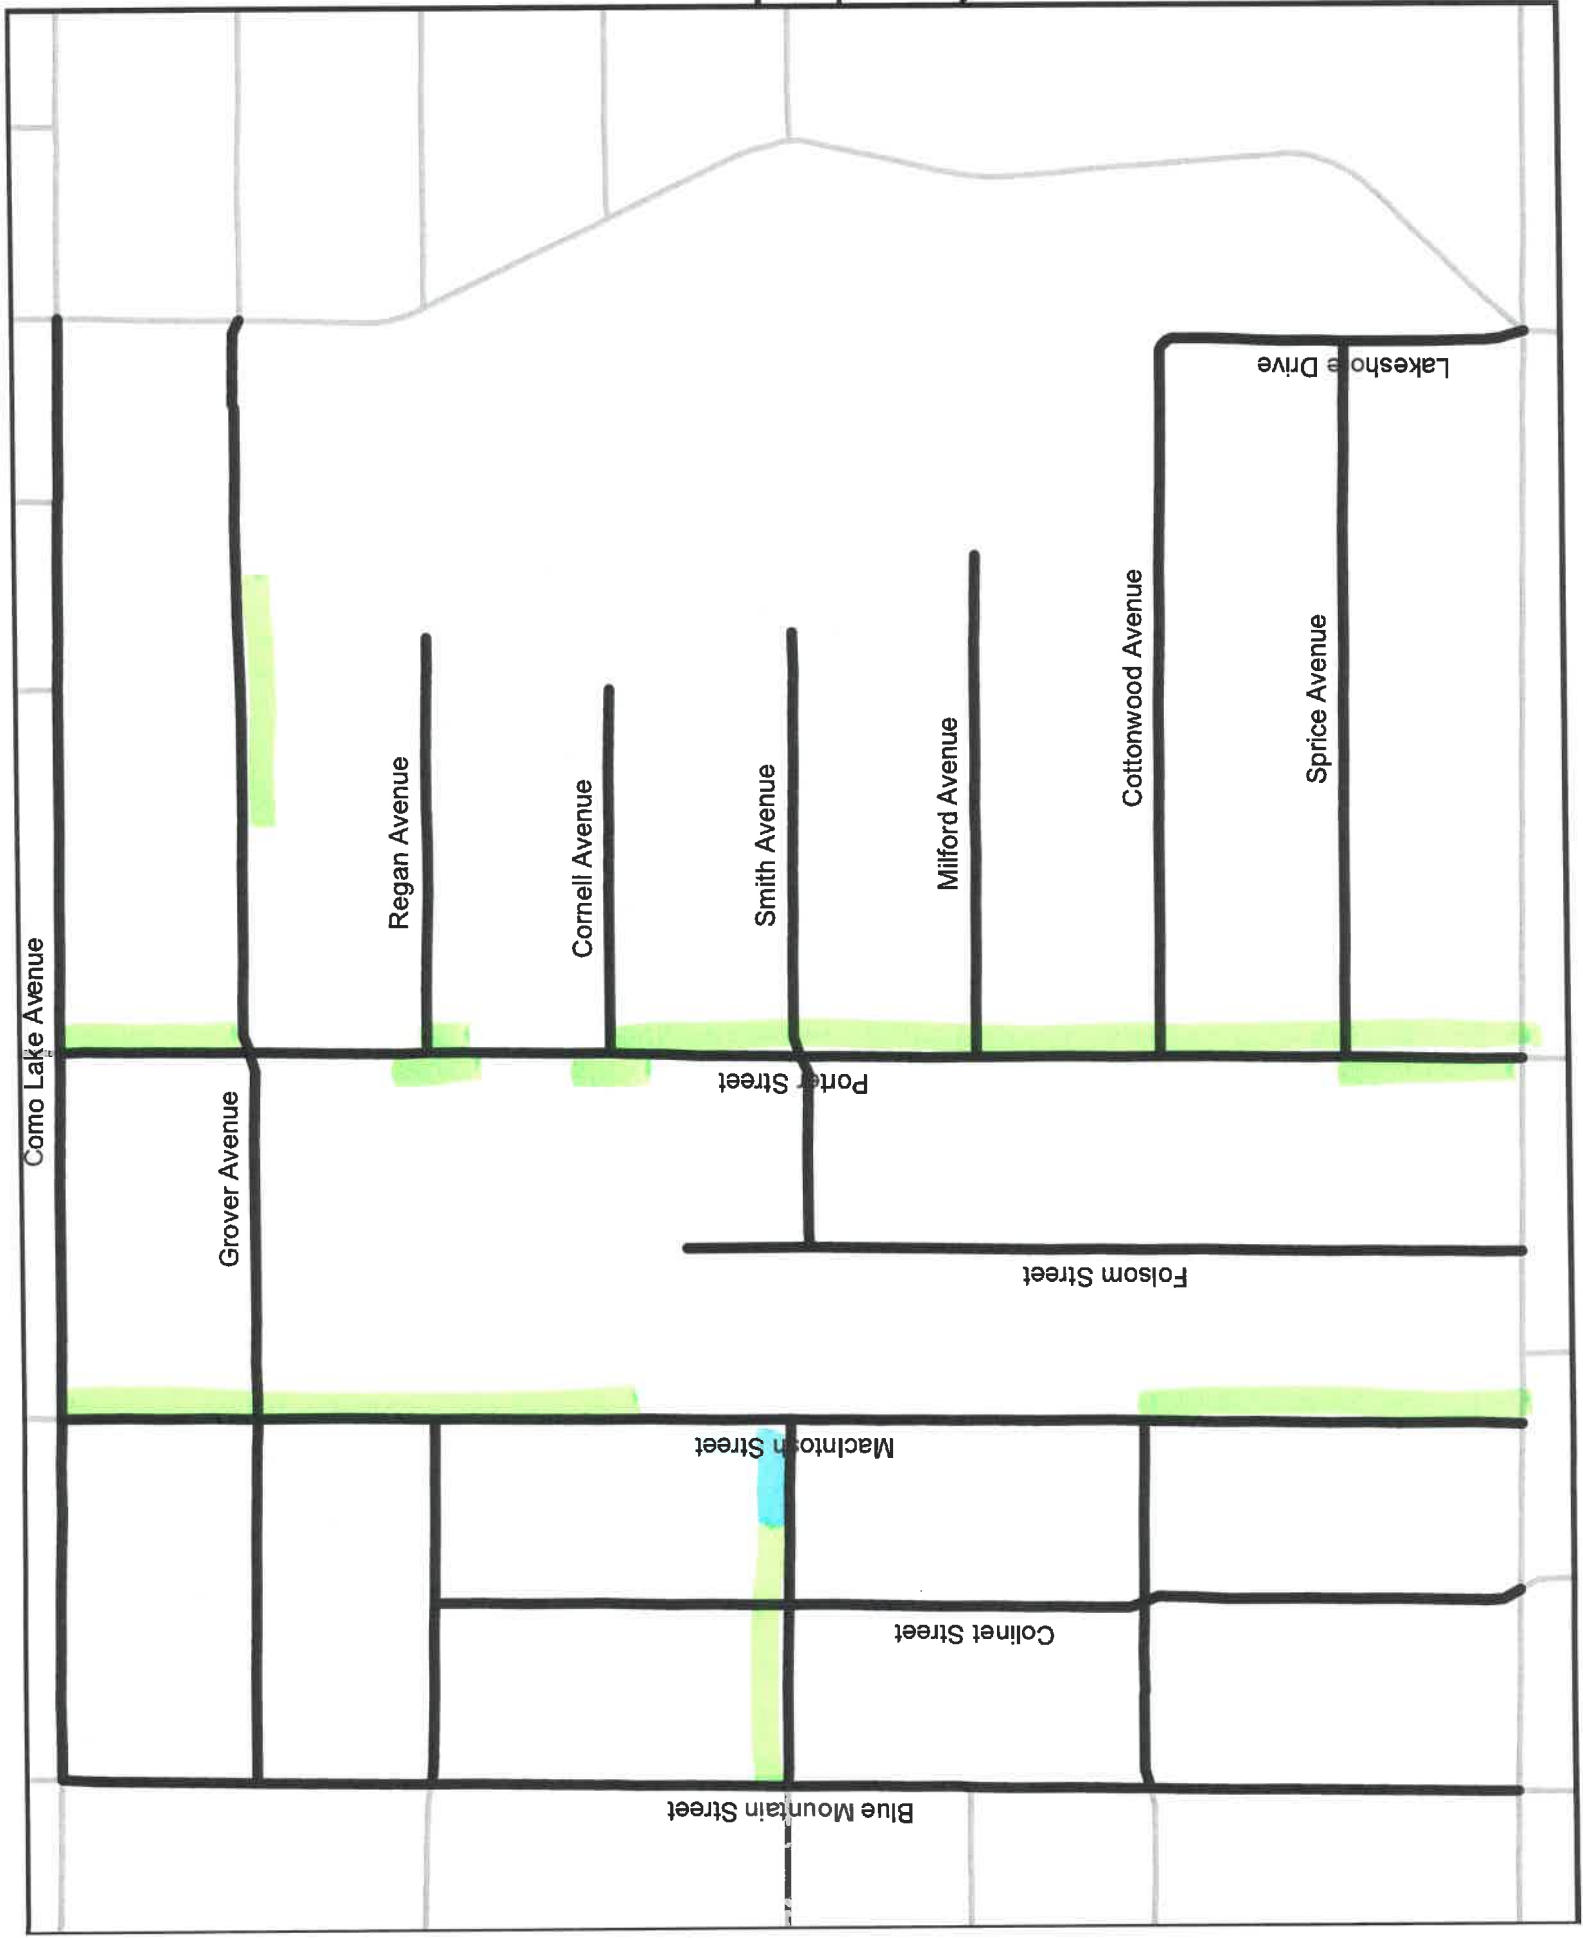 Como Lake Avenue
Grover Avenue
Regan Avenue
Cornell Avenue
Smith Avenue
Milford Avenue
Cottonwood Avenue
Sprice Avenue
Lakeshore Drive
Porter Street
Folsom Street
MacIntosh Street
Colinet Street
Blue Mountain Street